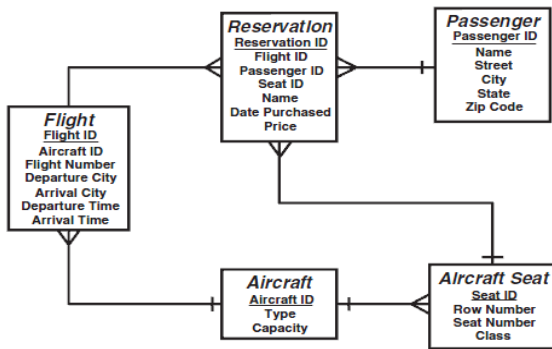 Reservation
Reservation ID
Flight ID
Passenger ID
Seat ID
Name
Date Purchased
Price
Passenger
Passenger ID
Name
Street
City
State
Zip Code
Flight
Flight ID
Aircraft ID
Flight Number
Departure City
Arrival City
Departure Time
Arrival Time
Aircraft
Aircraft ID
Type
Capacity
Aircraft Seat
Seat ID
Row Number
Seat Number
Class